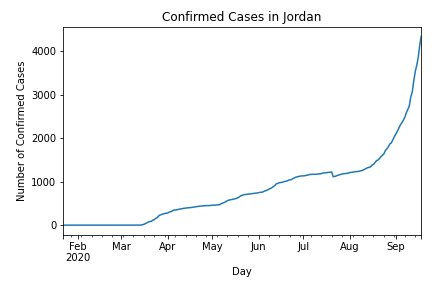 Confirmed Cases in Jordan
Number of Confirmed Cases
4000
3000
2000
1000
0
Feb Mar Apr May Jun Jul Aug Sep
2020
Day